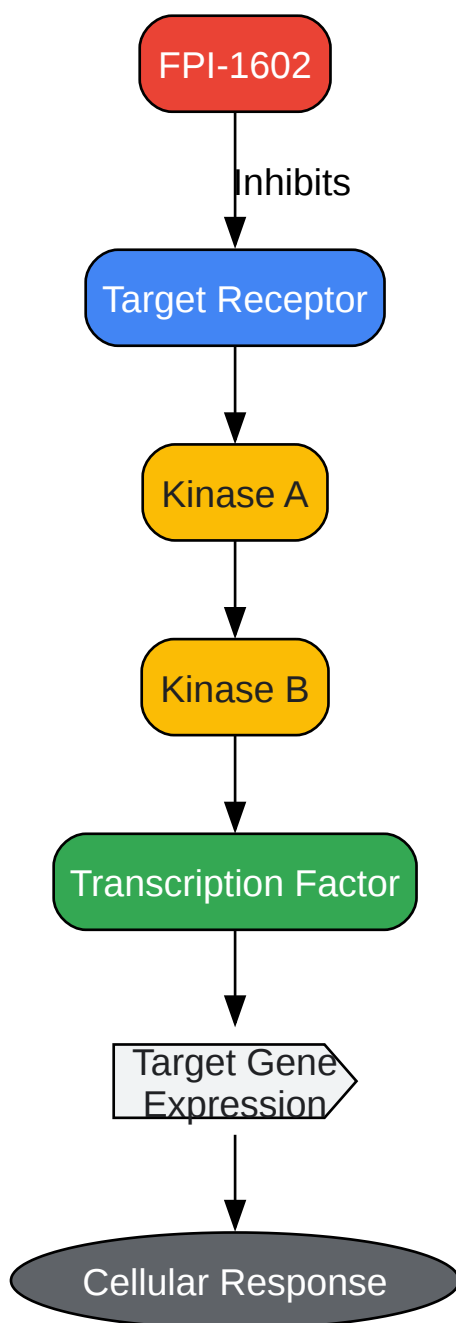 FPI-1602
Inhibits
Target Receptor
Kinase A
Kinase B
Transcription Factor
Target Gene
Expression
Cellular Response